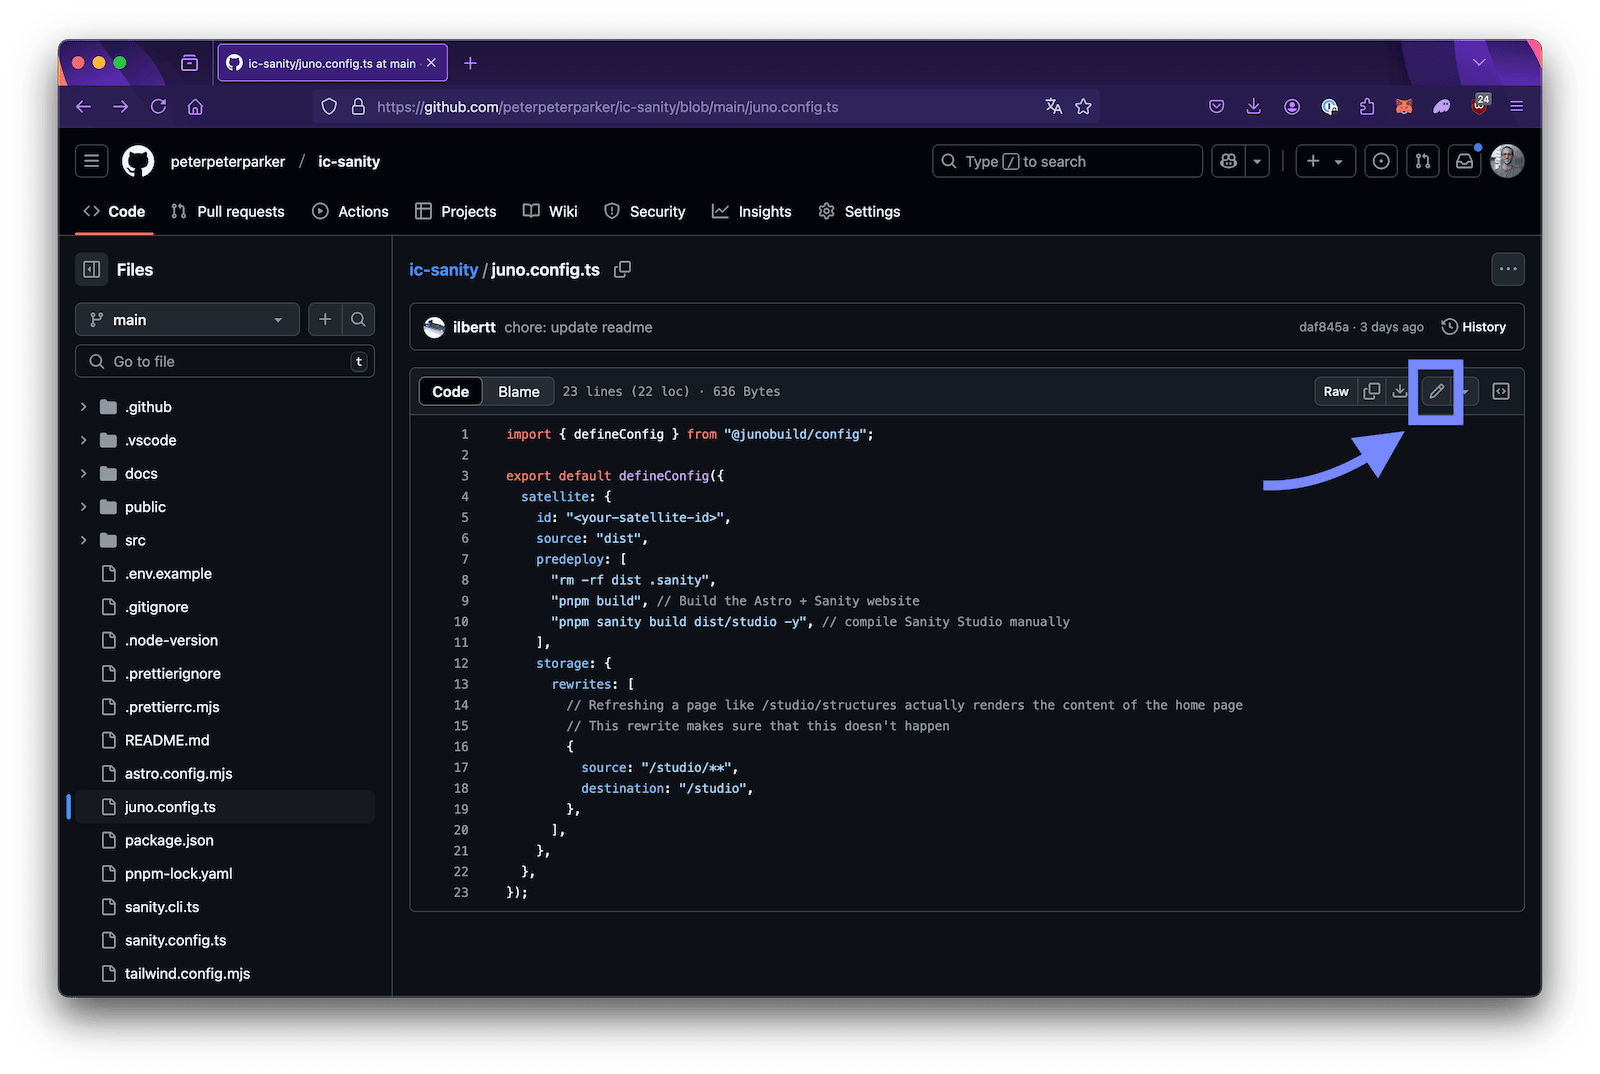 ic-sanity/juno.config.ts at main
https://github.com/peterpeterparker/ic-sanity/blob/main/juno.config.ts
24
peterpeterparker / ic-sanity
Type / to search
Code Pull requests Actions Projects Wiki Security Insights Settings
Files
main
Go to file t
.github
.vscode
docs
public
src
.env.example
.gitignore
.node-version
.prettierignore
.prettierrc.mjs
README.md
astro.config.mjs
juno.config.ts
package.json
pnpm-lock.yaml
sanity.cli.ts
sanity.config.ts
tailwind.config.mjs
ic-sanity / juno.config.ts
ilbertt chore: update readme daf845a · 3 days ago History
Code Blame 23 lines (22 loc) · 636 Bytes Raw
1 import { defineConfig } from "@junobuild/config";
2
3 export default defineConfig({
4 satellite: {
5 id: "<your-satellite-id>",
6 source: "dist",
7 predeploy: [
8 "rm -rf dist .sanity",
9 "pnpm build", // Build the Astro + Sanity website
10 "pnpm sanity build dist/studio -y", // compile Sanity Studio manually
11 ],
12 storage: {
13 rewrites: [
14 // Refreshing a page like /studio/structures actually renders the content of the home page
15 // This rewrite makes sure that this doesn't happen
16 {
17 source: "/studio/**",
18 destination: "/studio",
19 },
20 ],
21 },
22 },
23 });